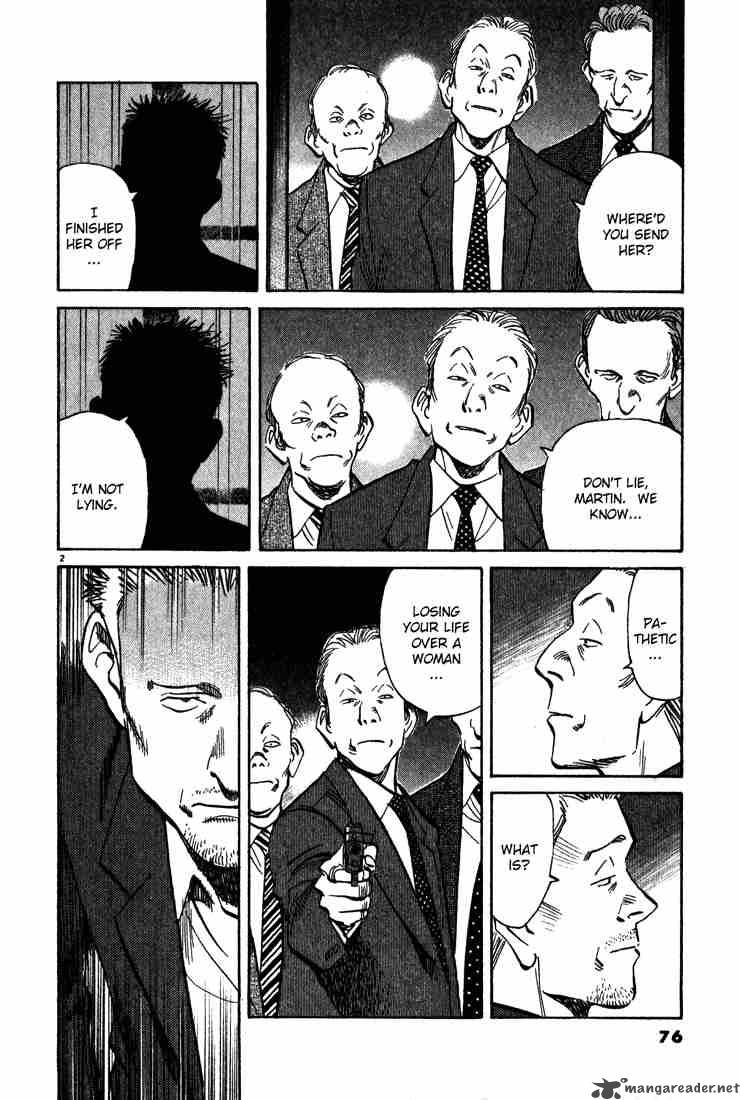 WHERE'D
YOU SEND
HER?
I
FINISHED
HER OFF
...
DON'T LIE,
MARTIN. WE
KNOW...
I'M NOT
LYING.
2
PA-
THETIC
...
WHAT
IS?
LOSING
YOUR LIFE
OVER A
WOMAN
...
76
mangareader.net